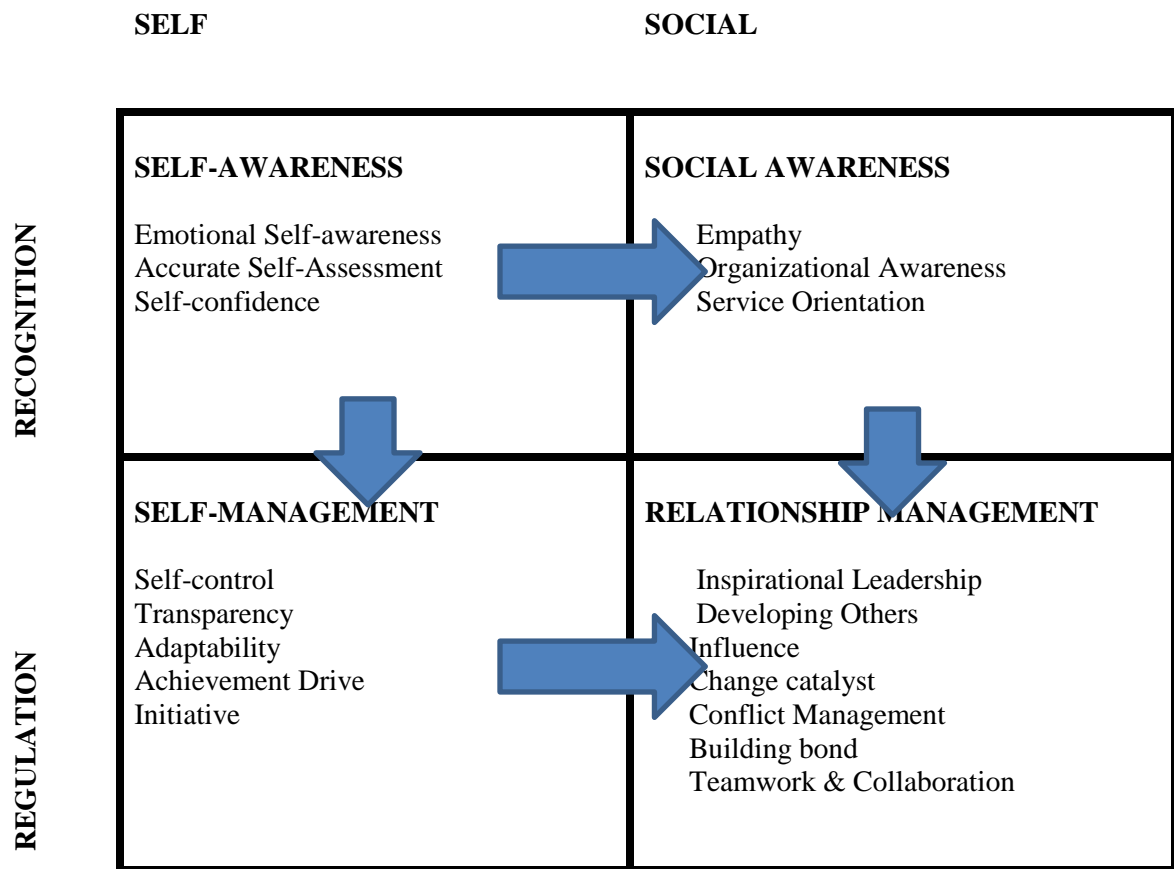 SELF
SOCIAL
RECOGNITION
SELF-AWARENESS
Emotional Self-awareness
Accurate Self-Assessment
Self-confidence
SOCIAL AWARENESS
Empathy
Organizational Awareness
Service Orientation
REGULATION
SELF-MANAGEMENT
Self-control
Transparency
Adaptability
Achievement Drive
Initiative
RELATIONSHIP MANAGEMENT
Inspirational Leadership
Developing Others
Influence
Change catalyst
Conflict Management
Building bond
Teamwork & Collaboration